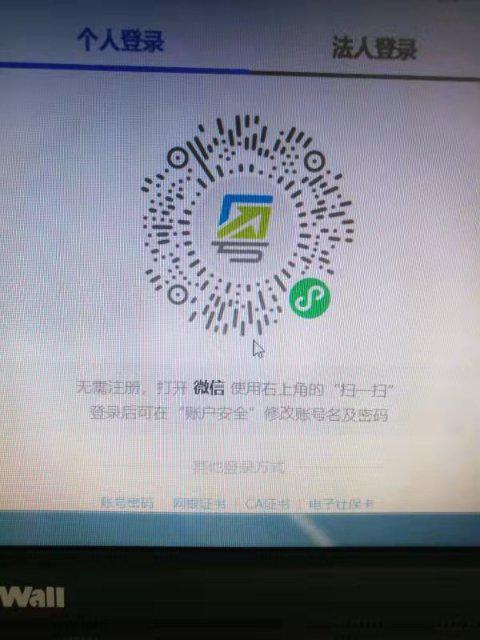 个人登录 法人登录
无需注册，打开 微信 使用右上角的“扫一扫”
登录后可在“账户安全”修改账号名及密码
其他登录方式
账号密码 | 网银证书 | CA证书 | 电子社保卡
Wall